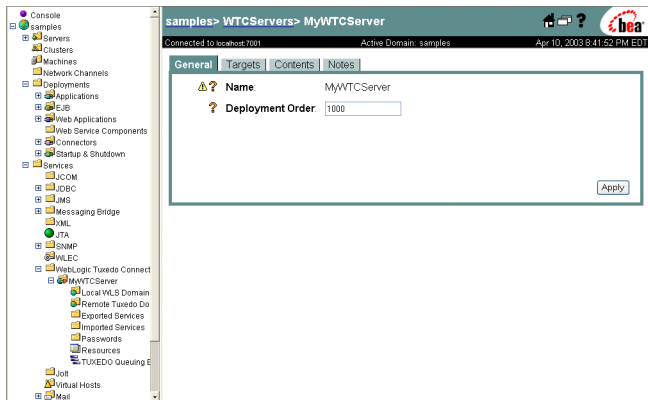 Console
samples
Servers
Clusters
Machines
Network Channels
Deployments
Applications
EJB
Web Applications
Web Service Components
Connectors
Startup & Shutdown
Services
JCOM
JDBC
JMS
Messaging Bridge
XML
JTA
SNMP
WLEC
WebLogic Tuxedo Connect
MyWTCServer
Local WLS Domain
Remote Tuxedo Do
Exported Services
Imported Services
Passwords
Resources
TUXEDO Queuing E
Jolt
Virtual Hosts
Mail
samples> WTCServers> MyWTCServer
? bea
Connected to localhost:7001 Active Domain: samples Apr 10, 2003 8:41:52 PM EDT
General Targets Contents Notes
? Name: MyWTCServer
? Deployment Order: 1000
Apply